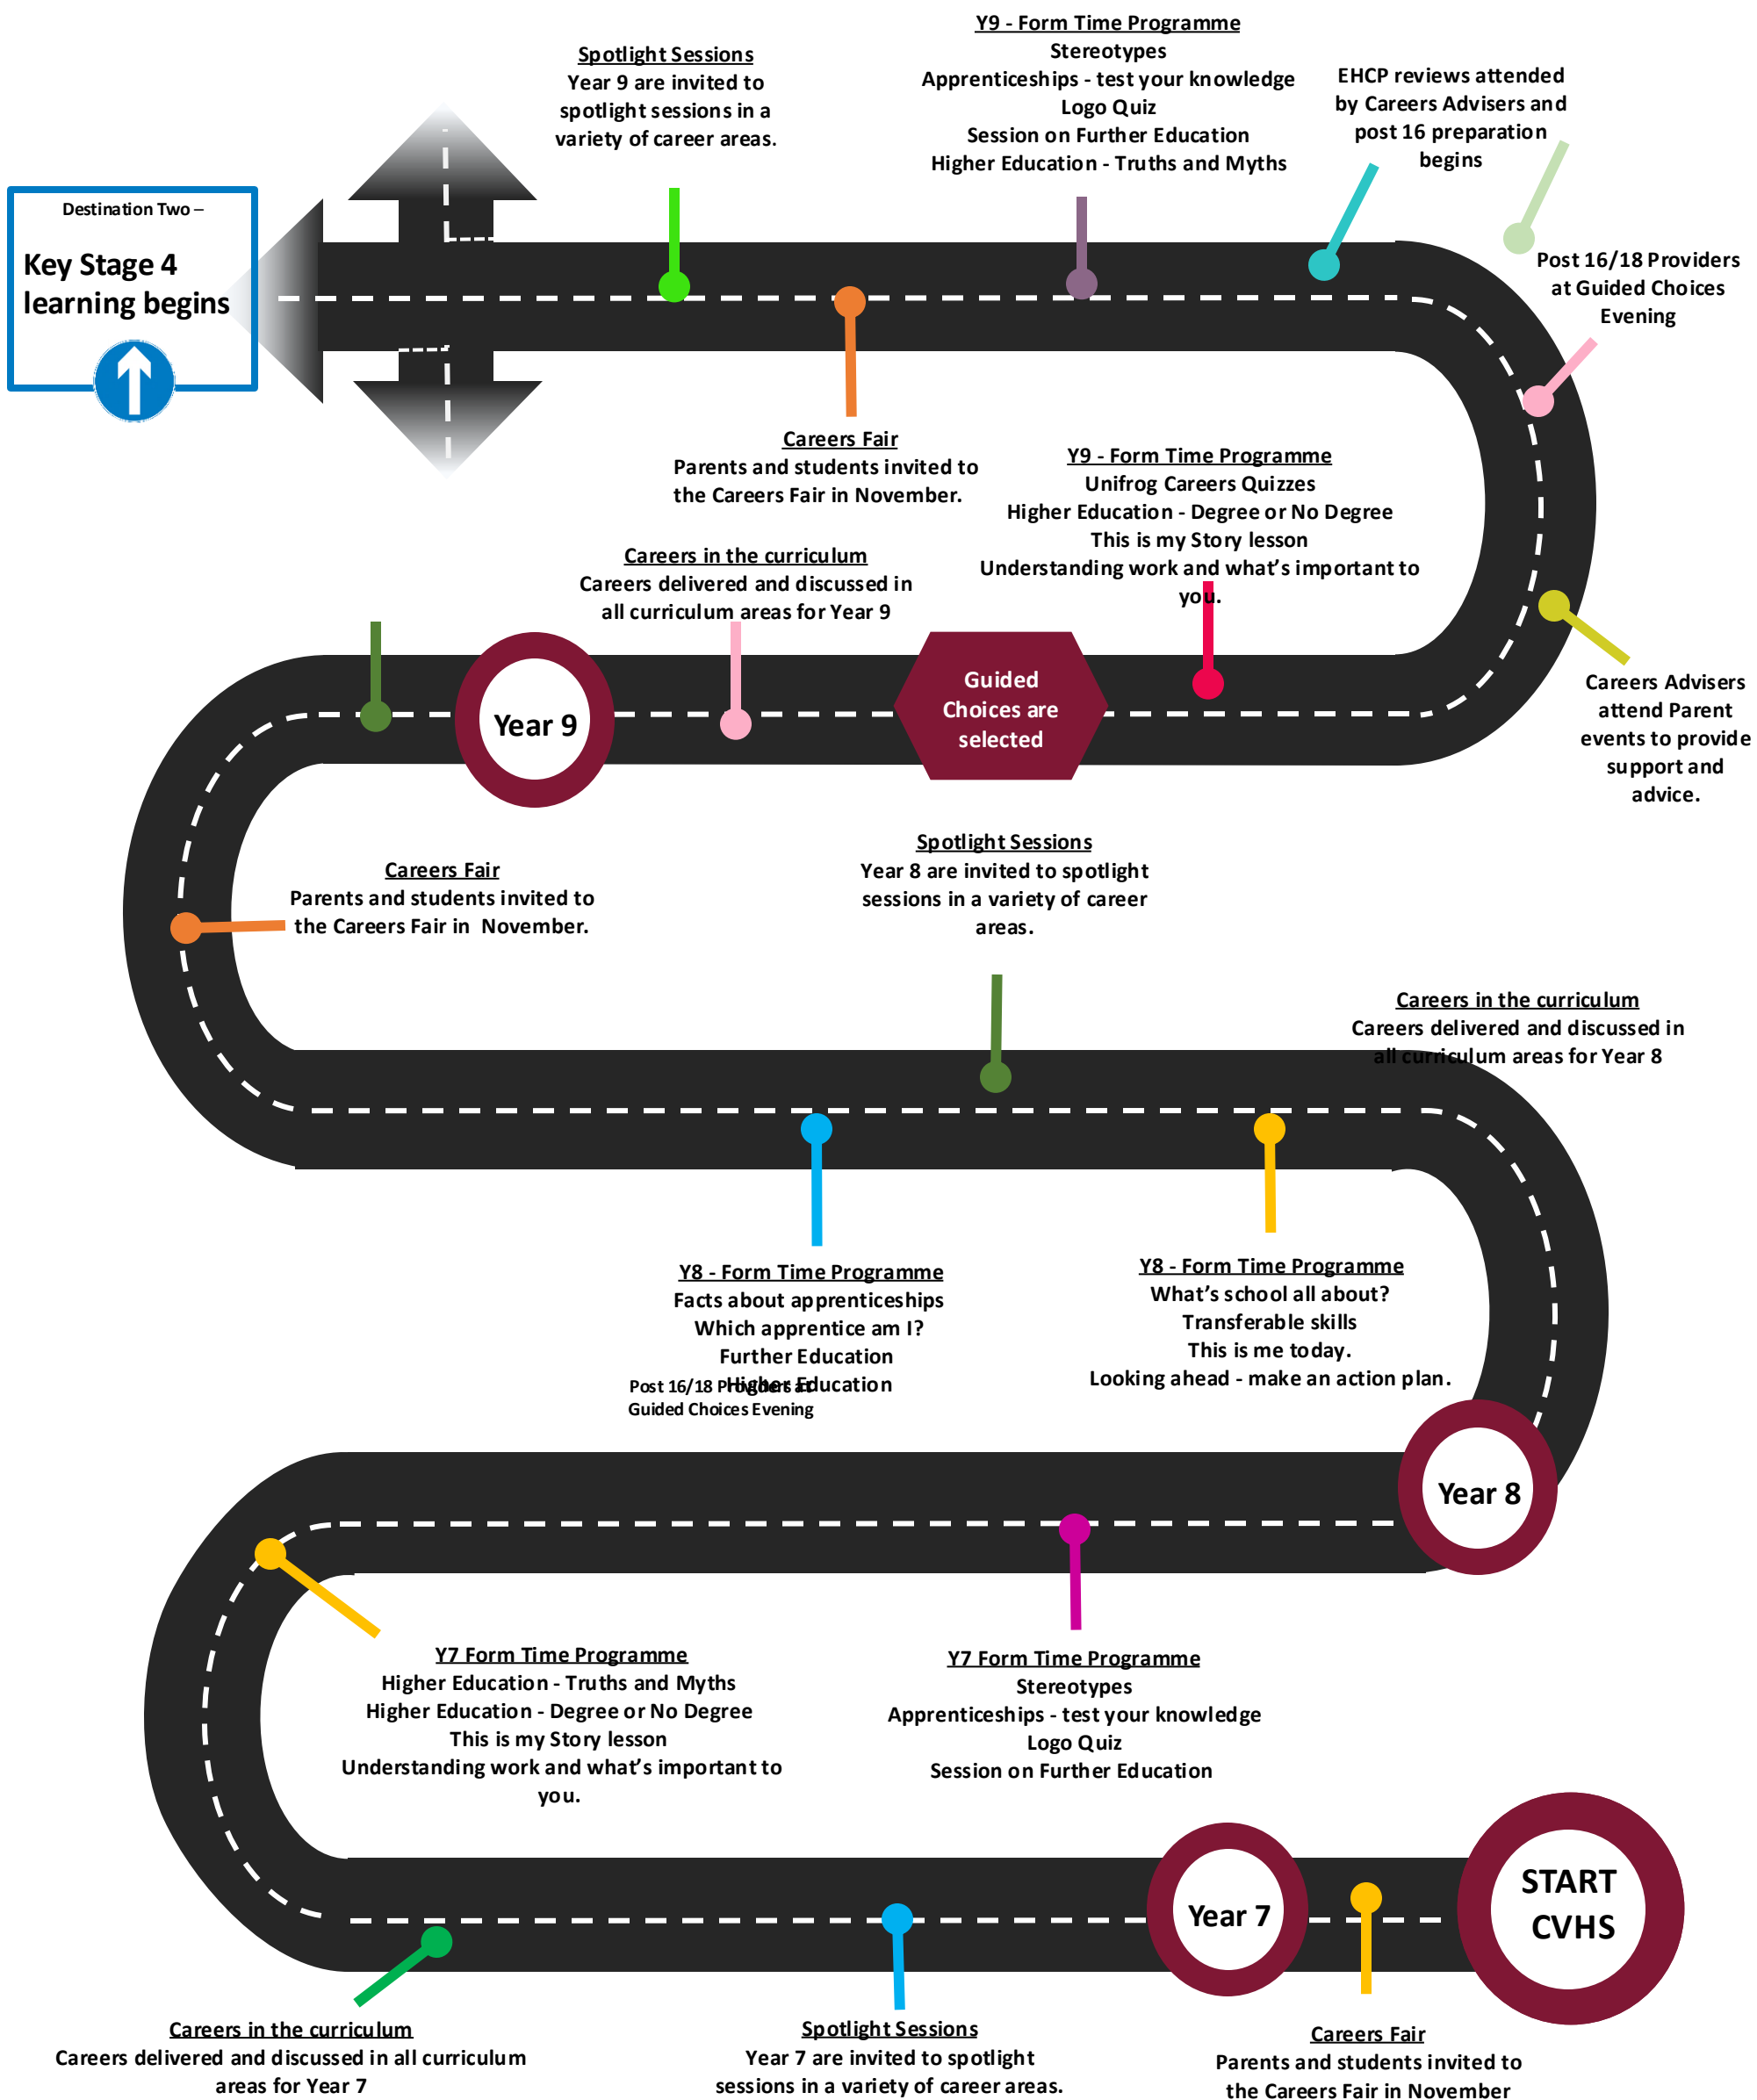 Spotlight Sessions
Year 9 are invited to
spotlight sessions in a
variety of career areas.
Y9 - Form Time Programme
Stereotypes
Apprenticeships - test your knowledge
Logo Quiz
Session on Further Education
Higher Education - Truths and Myths
EHCP reviews attended
by Careers Advisers and
post 16 preparation
begins
Destination Two –
Key Stage 4
learning begins
Post 16/18 Providers
at Guided Choices
Evening
Careers Fair
Parents and students invited to
the Careers Fair in November.
Y9 - Form Time Programme
Unifrog Careers Quizzes
Higher Education - Degree or No Degree
This is my Story lesson
Understanding work and what's important to
you.
Careers in the curriculum
Careers delivered and discussed in
all curriculum areas for Year 9
Year 9
Guided
Choices are
selected
Careers Advisers
attend Parent
events to provide
support and
advice.
Careers Fair
Parents and students invited to
the Careers Fair in  November.
Spotlight Sessions
Year 8 are invited to spotlight
sessions in a variety of career
areas.
Careers in the curriculum
Careers delivered and discussed in
all curriculum areas for Year 8
Y8 - Form Time Programme
Facts about apprenticeships
Which apprentice am I?
Further Education
Higher Education
Post 16/18 Providers at
Guided Choices Evening
Y8 - Form Time Programme
What's school all about?
Transferable skills
This is me today.
Looking ahead - make an action plan.
Year 8
Y7 Form Time Programme
Higher Education - Truths and Myths
Higher Education - Degree or No Degree
This is my Story lesson
Understanding work and what's important to
you.
Y7 Form Time Programme
Stereotypes
Apprenticeships - test your knowledge
Logo Quiz
Session on Further Education
Year 7
START
CVHS
Careers in the curriculum
Careers delivered and discussed in all curriculum
areas for Year 7
Spotlight Sessions
Year 7 are invited to spotlight
sessions in a variety of career areas.
Careers Fair
Parents and students invited to
the Careers Fair in November